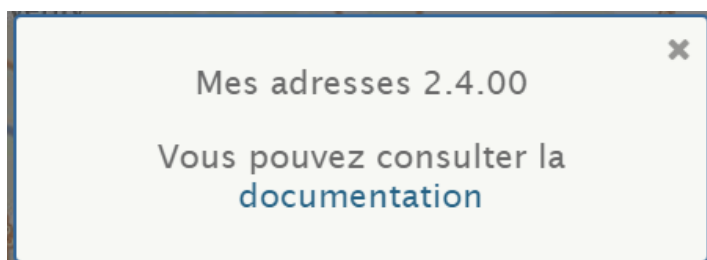 Mes adresses 2.4.00
Vous pouvez consulter la
documentation